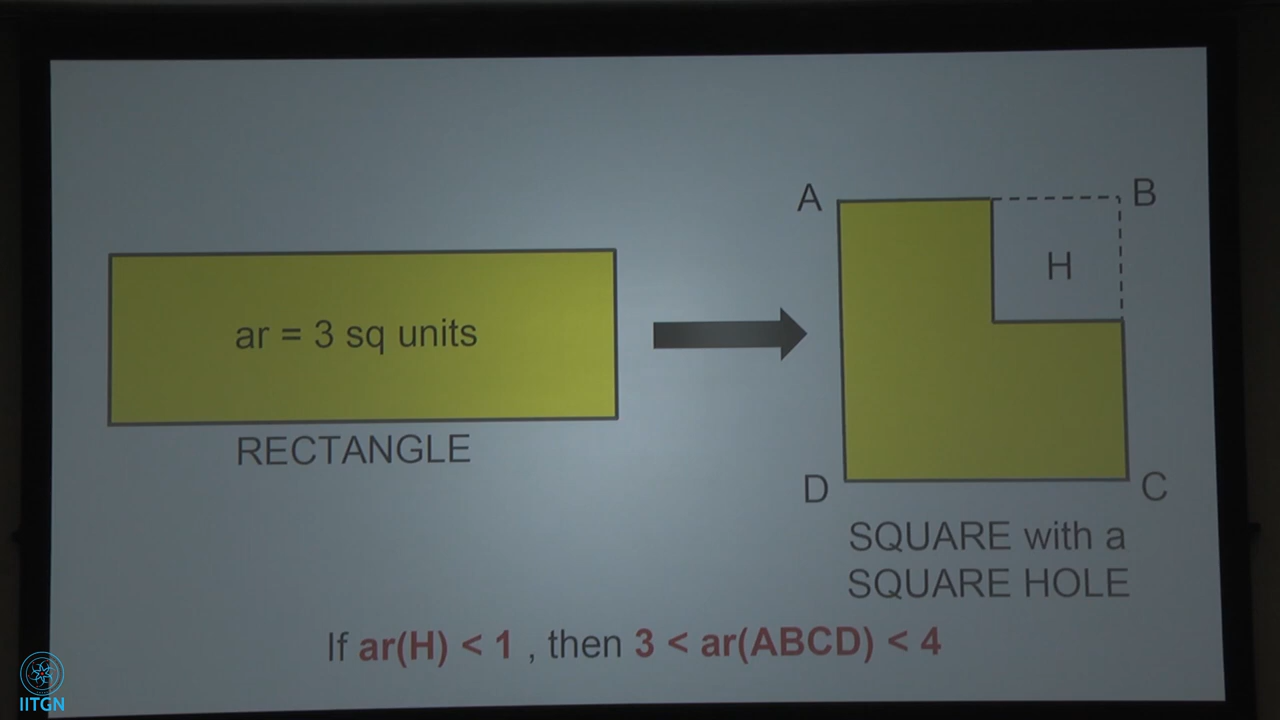 ar = 3 sq units
RECTANGLE
A
B
H
D
C
SQUARE with a
SQUARE HOLE
If ar(H) < 1 , then 3 < ar(ABCD) < 4
IITGN